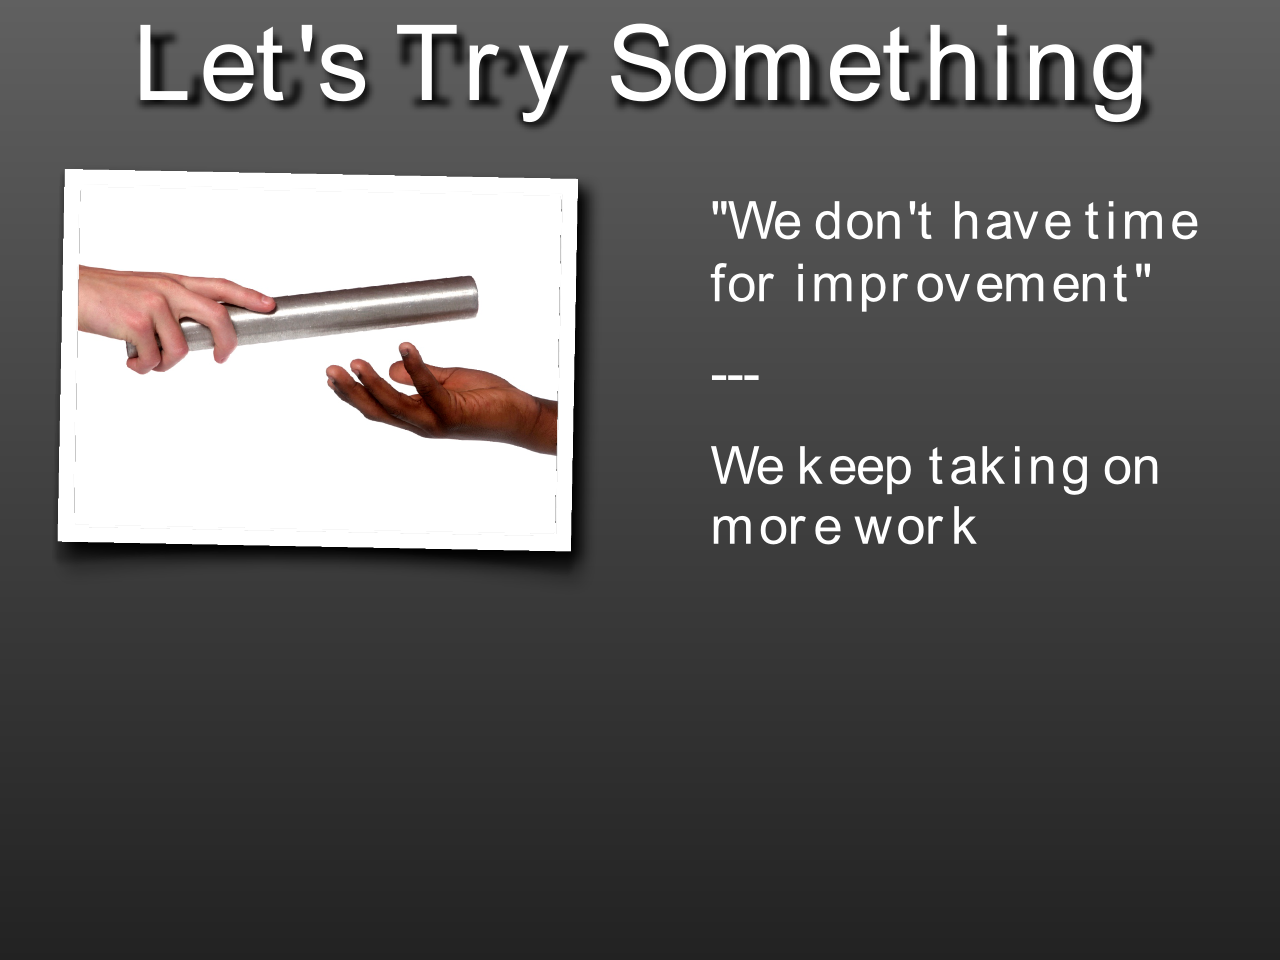 Let's Try Something
"We don't have time
for improvement"
---
We keep taking on
more work